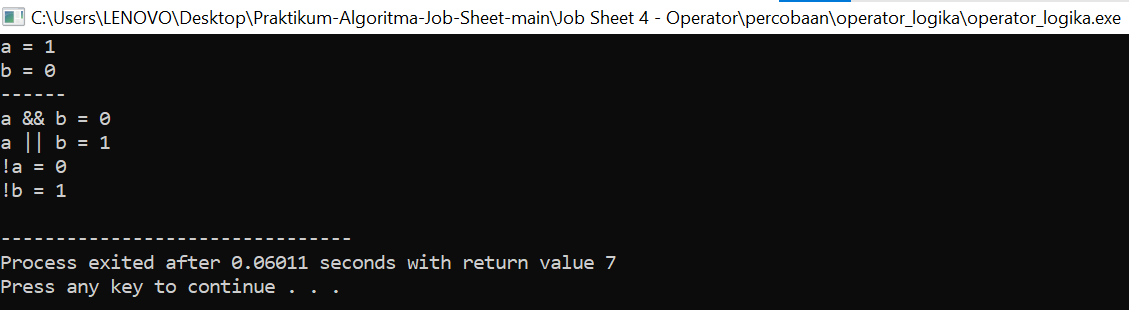 C:\Users\LENOVO\Desktop\Praktikum-Algoritma-Job-Sheet-main\Job Sheet 4 - Operator\percobaan\operator_logika\operator_logika.exe
a = 1
b = 0
------
a && b = 0
a || b = 1
!a = 0
!b = 1
--------------------------------
Process exited after 0.06011 seconds with return value 7
Press any key to continue . . .